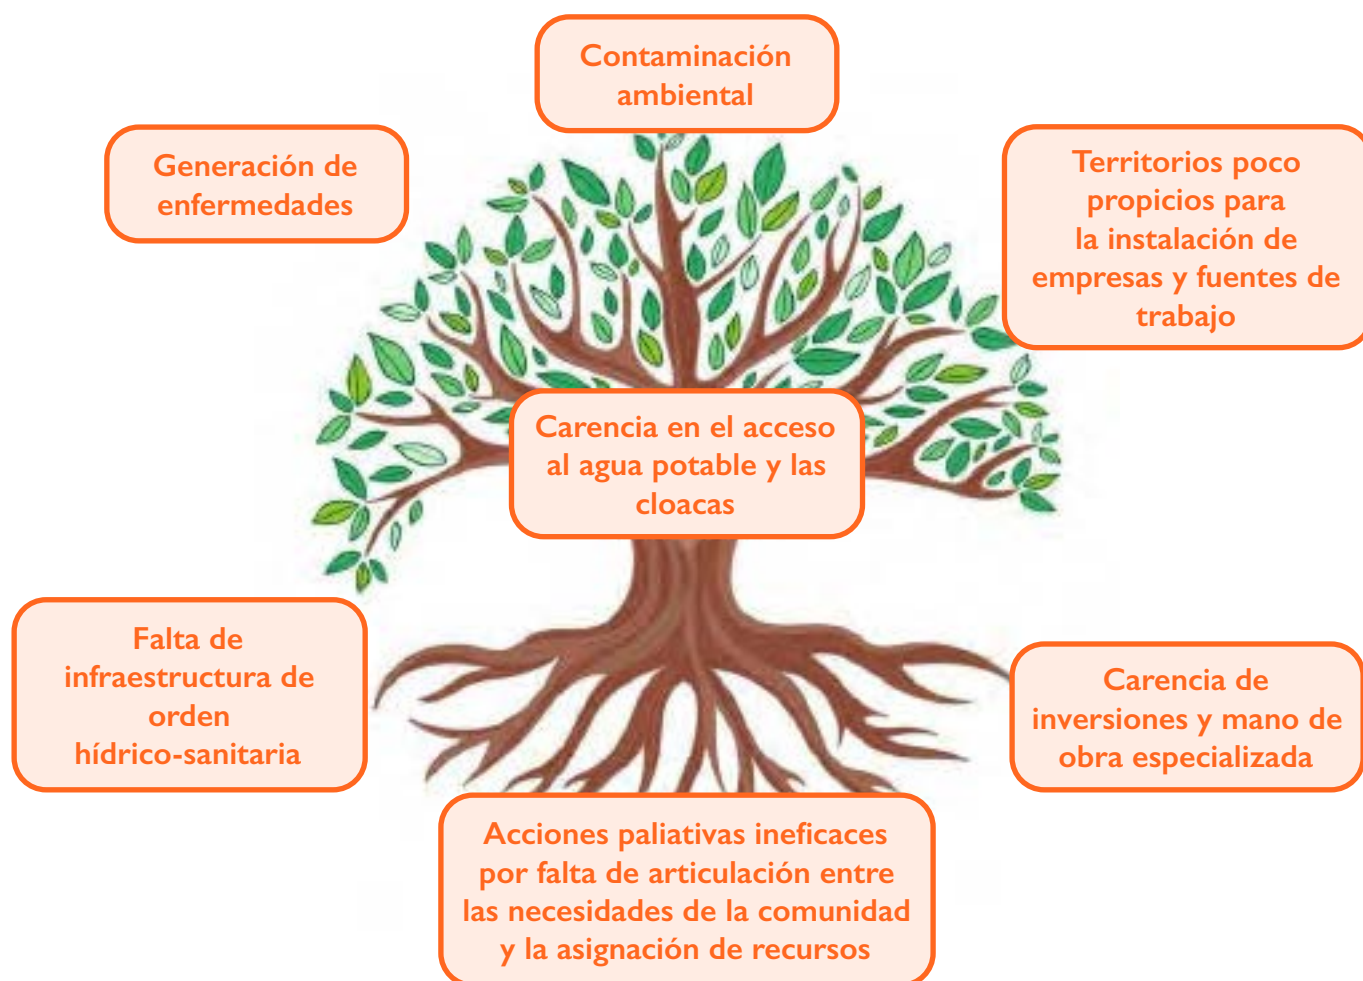 Contaminación
ambiental
Generación de
enfermedades
Territorios poco
propicios para
la instalación de
empresas y fuentes de
trabajo
Carencia en el acceso
al agua potable y las
cloacas
Falta de
infraestructura de
orden
hídrico-sanitaria
Carencia de
inversiones y mano de
obra especializada
Acciones paliativas ineficaces
por falta de articulación entre
las necesidades de la comunidad
y la asignación de recursos